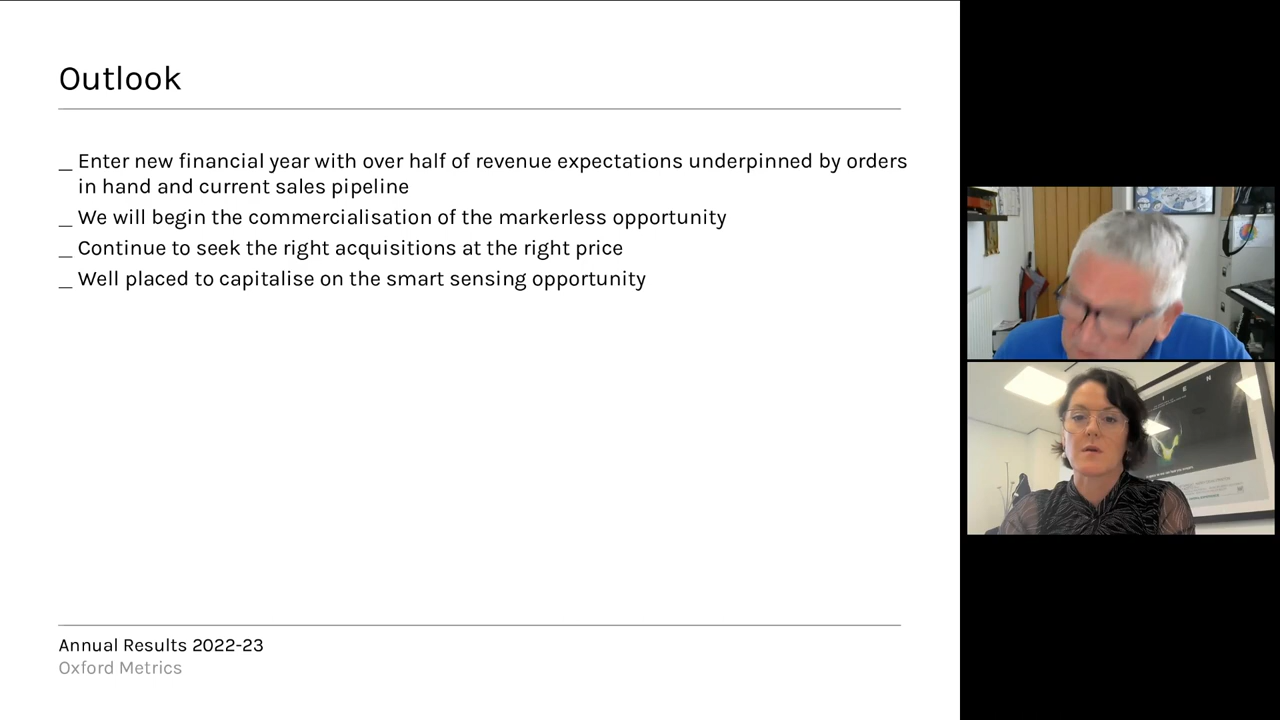 Outlook
_ Enter new financial year with over half of revenue expectations underpinned by orders
in hand and current sales pipeline
_ We will begin the commercialisation of the markerless opportunity
_ Continue to seek the right acquisitions at the right price
_ Well placed to capitalise on the smart sensing opportunity
Annual Results 2022-23
Oxford Metrics
I E N